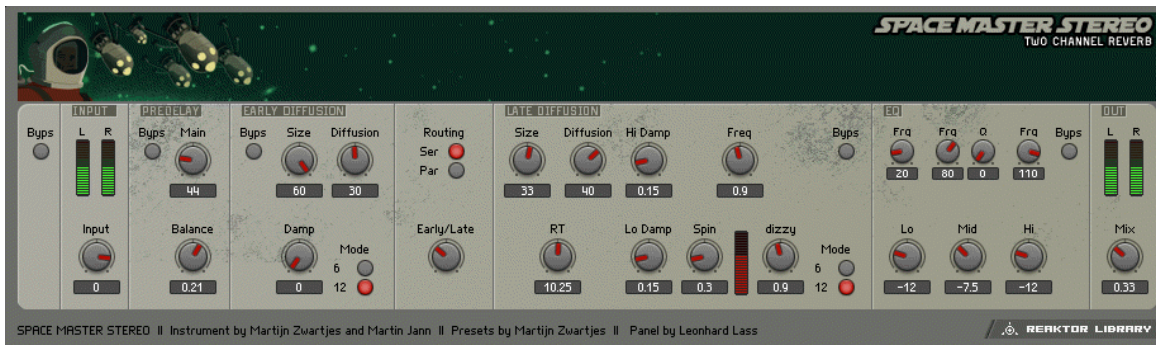 SPACE MASTER STEREO
TWO CHANNEL REVERB
INPUT PREDELAY EARLY DIFFUSION LATE DIFFUSION EQ OUT
Byps L R Byps Main Byps Size Diffusion Routing Size Diffusion Hi Damp Freq Byps Frq Frq Q Frq Byps L R
Ser
Par
44 60 30 33 40 0.15 0.9 20 80 0 110
Input Balance Damp Early/Late RT Lo Damp Spin dizzy Lo Mid Hi Mix
Mode Mode
6 6
12 12
0 0.21 0 10.25 0.15 0.3 0.9 -12 -7.5 -12 0.33
SPACE MASTER STEREO II Instrument by Martijn Zwartjes and Martin Jann II Presets by Martijn Zwartjes II Panel by Leonhard Lass
REAKTOR LIBRARY